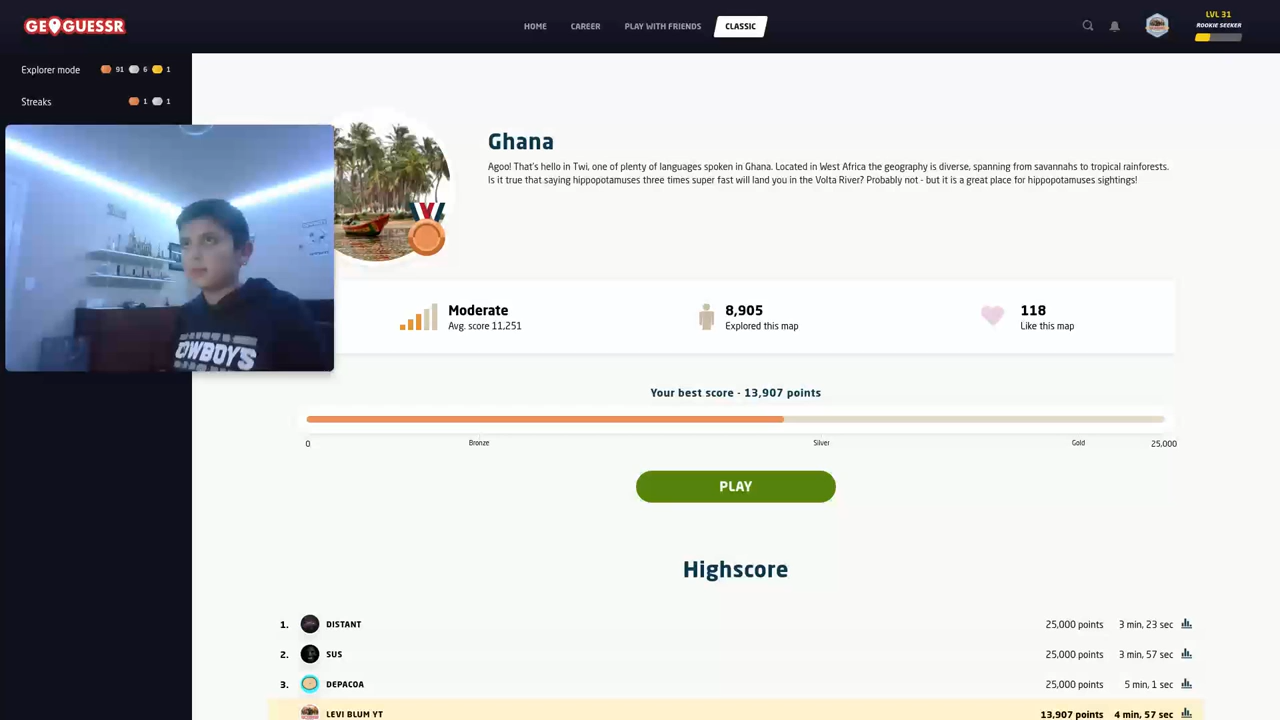 GEOGUESSR
HOME
CAREER
PLAY WITH FRIENDS
CLASSIC
LVL 31
ROOKIE SEEKER
Explorer mode 91 6 1
Streaks 1 1
Ghana
Agoo! That's hello in Twi, one of plenty of languages spoken in Ghana. Located in West Africa the geography is diverse, spanning from savannahs to tropical rainforests.
Is it true that saying hippopotamuses three times super fast will land you in the Volta River? Probably not - but it is a great place for hippopotamuses sightings!
COWBOYS
Moderate
Avg. score 11,251
8,905
Explored this map
118
Like this map
Your best score - 13,907 points
0 Bronze Silver Gold 25,000
PLAY
Highscore
1. DISTANT 25,000 points 3 min, 23 sec
2. SUS 25,000 points 3 min, 57 sec
3. DEPACOA 25,000 points 5 min, 1 sec
LEVI BLUM YT 13,907 points 4 min, 57 sec